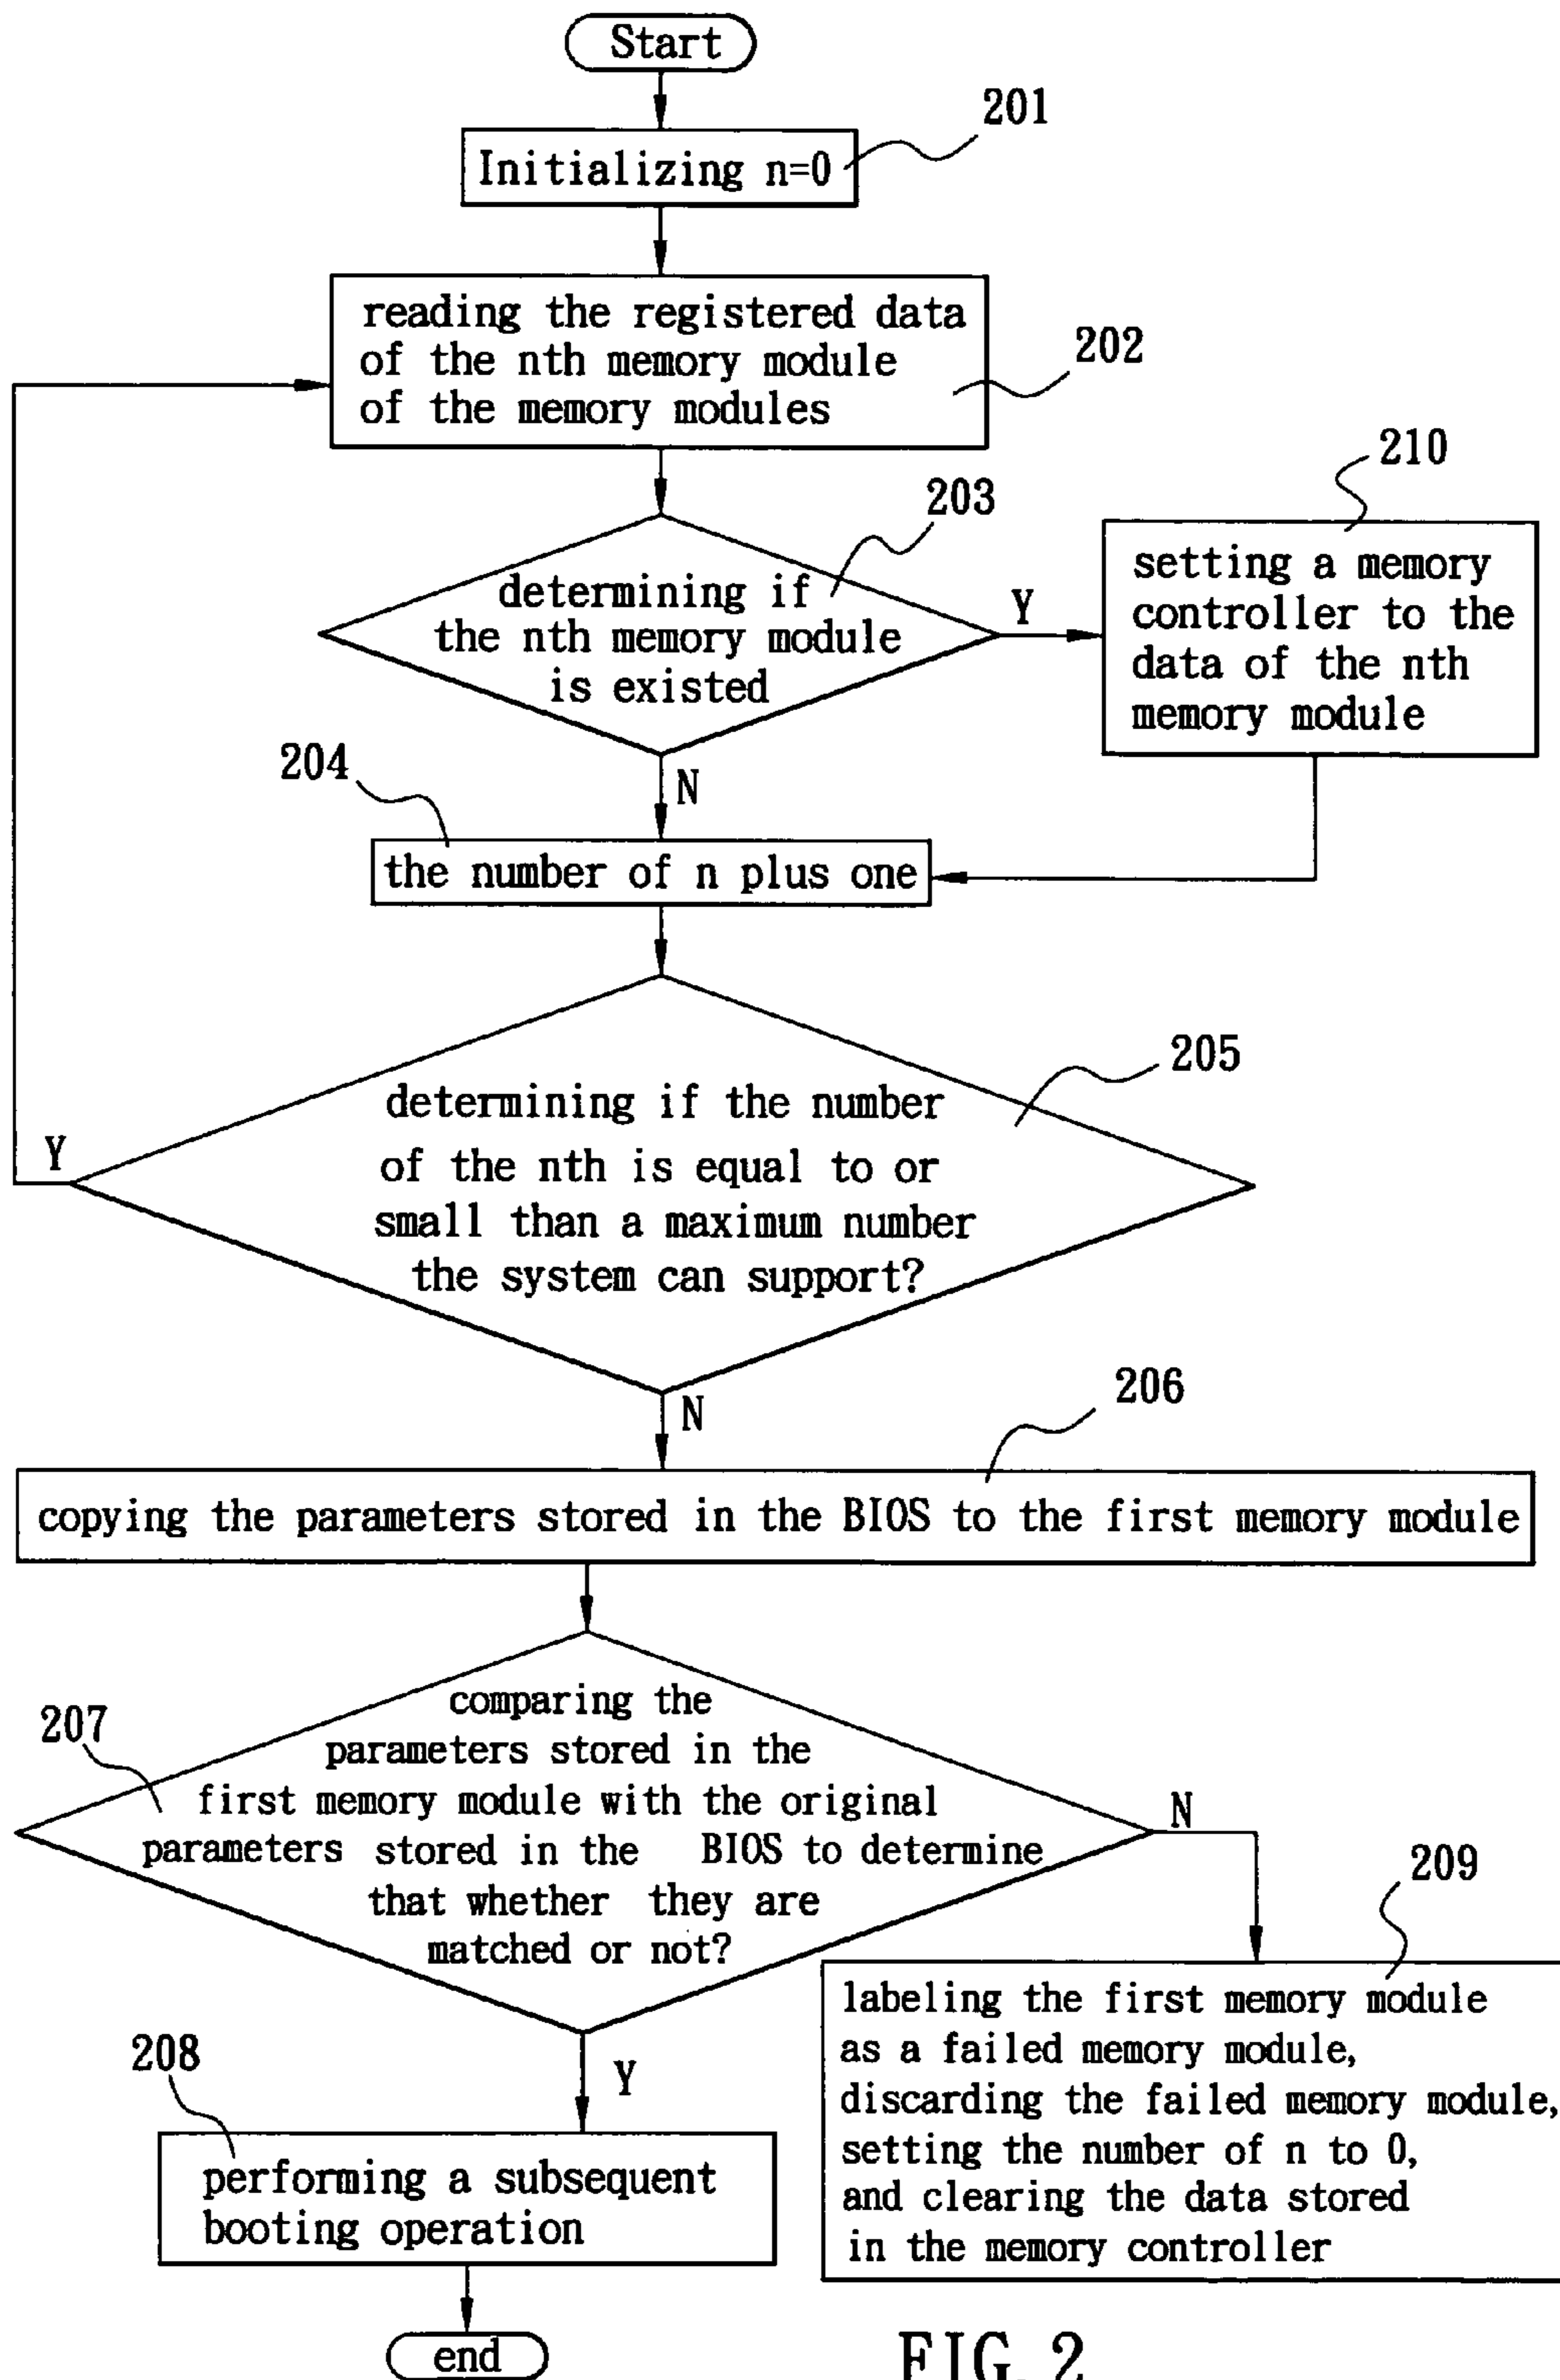 Start
201
Initializing n=0
reading the registered data
of the nth memory module
of the memory modules
202
210
203
determining if
the nth memory module
is existed
Y
setting a memory
controller to the
data of the nth
memory module
204
N
the number of n plus one
205
determining if the number
of the nth is equal to or
small than a maximum number
the system can support?
Y
N
206
copying the parameters stored in the BIOS to the first memory module
207
comparing the
parameters stored in the
first memory module with the original
parameters stored in the BIOS to determine
that whether they are
matched or not?
N
209
labeling the first memory module
as a failed memory module,
discarding the failed memory module,
setting the number of n to 0,
and clearing the data stored
in the memory controller
208
Y
performing a subsequent
booting operation
end
FIG. 2